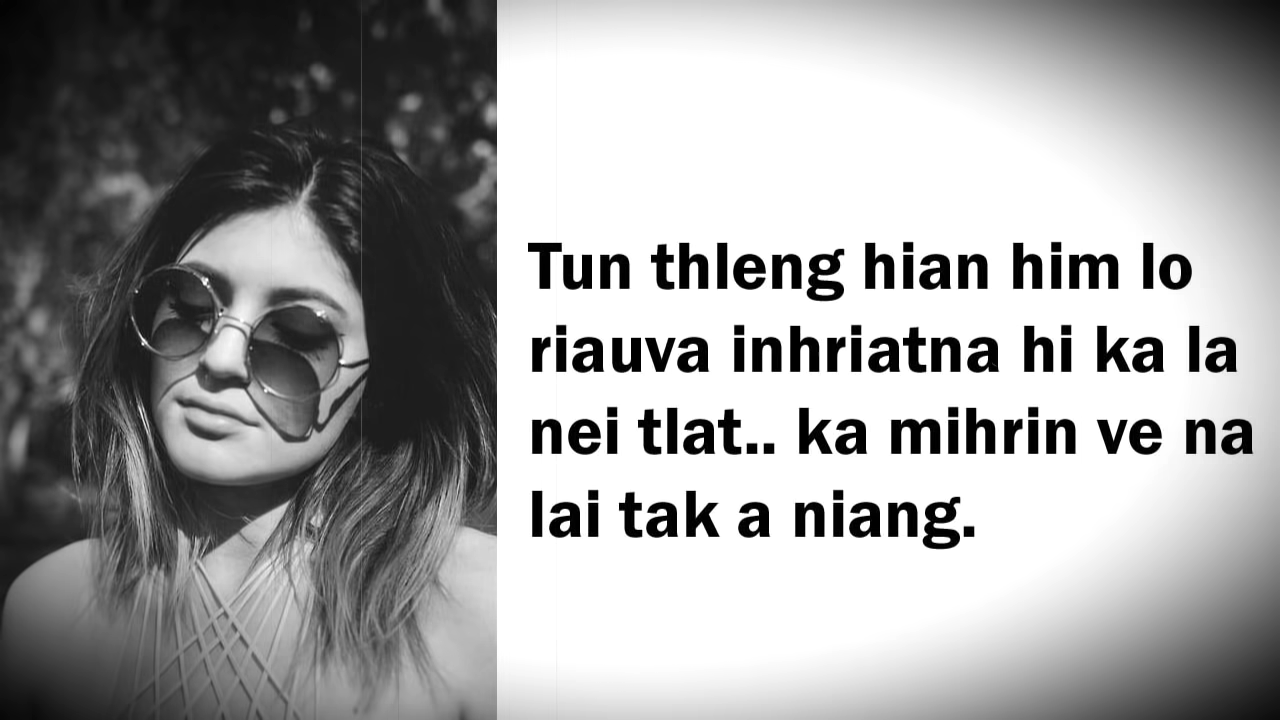 Tun thleng hian him lo
riauva inhriatna hi ka la
nei tlat.. ka mihrin ve na
lai tak a niang.